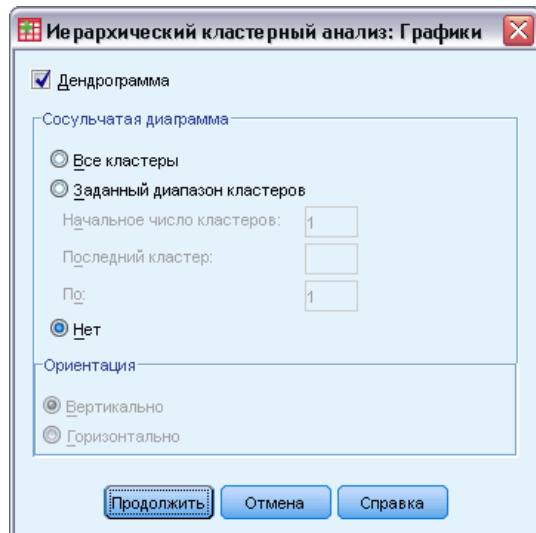 Иерархический кластерный анализ: Графики
Дендрограмма
Сосульчатая диаграмма
Все кластеры
Заданный диапазон кластеров
Начальное число кластеров: 1
Последний кластер:
По: 1
Нет
Ориентация
Вертикально
Горизонтально
Продолжить Отмена Справка